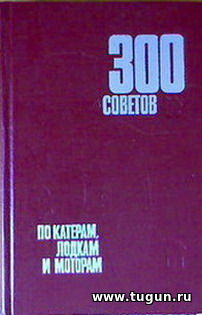 300
СОВЕТОВ
ПО КАТЕРАМ,
ЛОДКАМ
И МОТОРАМ
www.tugun.ru